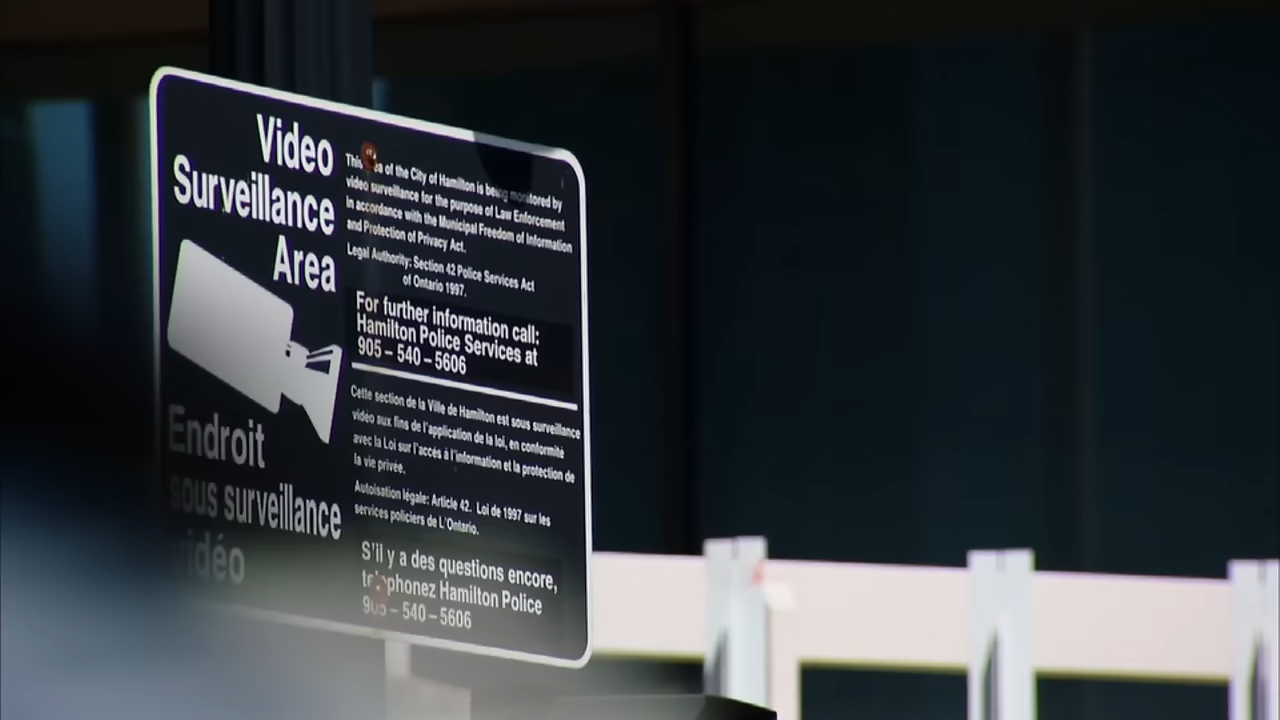 Video
Surveillance
Area
This of the City of Hamilton is being monitored by
video surveillance for the purpose of Law Enforcement
in accordance with the Municipal Freedom of Information
and Protection of Privacy Act.
Legal Authority: Section 42 Police Services Act
of Ontario 1997.
For further information call:
Hamilton Police Services at
905 – 540 – 5606
Endroit
sous surveillance
vidéo
Cette section de la Ville de Hamilton est sous surveillance
vidéo aux fins de l'application de la loi, en conformité
avec la Loi sur l'accès à l'information et la protection de
la vie privée.
Autoisation légale: Article 42. Loi de 1997 sur les
services policiers de L'Ontario.
S'il y a des questions encore,
telephonez Hamilton Police
905 – 540 – 5606